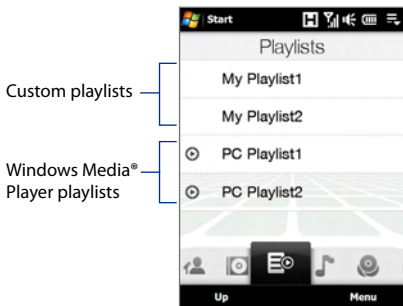 Start
Playlists
Custom playlists
My Playlist1
My Playlist2
Windows Media®
Player playlists
PC Playlist1
PC Playlist2
Up
Menu